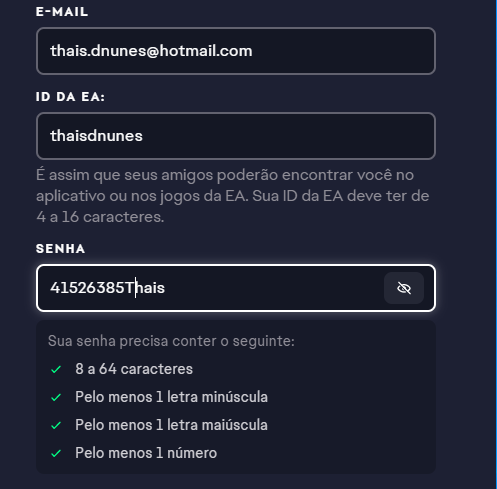 E-MAIL
thais.dnunes@hotmail.com
ID DA EA:
thaisdnunes
É assim que seus amigos poderão encontrar você no
aplicativo ou nos jogos da EA. Sua ID da EA deve ter de
4 a 16 caracteres.
SENHA
41526385Thais
Sua senha precisa conter o seguinte:
8 a 64 caracteres
Pelo menos 1 letra minúscula
Pelo menos 1 letra maiúscula
Pelo menos 1 número